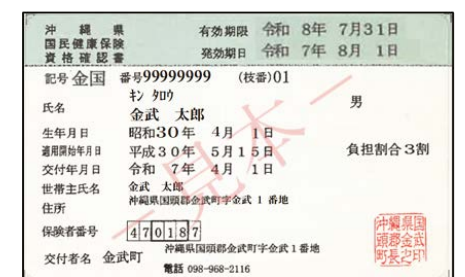 沖縄県 有効期限 令和 8年 7月31日
国民健康保険
資格確認書 発効期日 令和 7年 8月 1日
記号 金国 番号99999999 (枝番)01
キン タロウ
氏名 金武 太郎 男
生年月日 昭和30年 4月 1日
適用開始年月日 平成30年 5月15日 負担割合3割
交付年月日 令和 7年 4月 1日
世帯主氏名 金武 太郎
住所 沖縄県国頭郡金武町字金武 1 番地
保険者番号 470187
交付者名 金武町 沖縄県国頭郡金武町字金武1番地
電話 098-968-2116
見本
沖縄県国頭郡金武町長之印